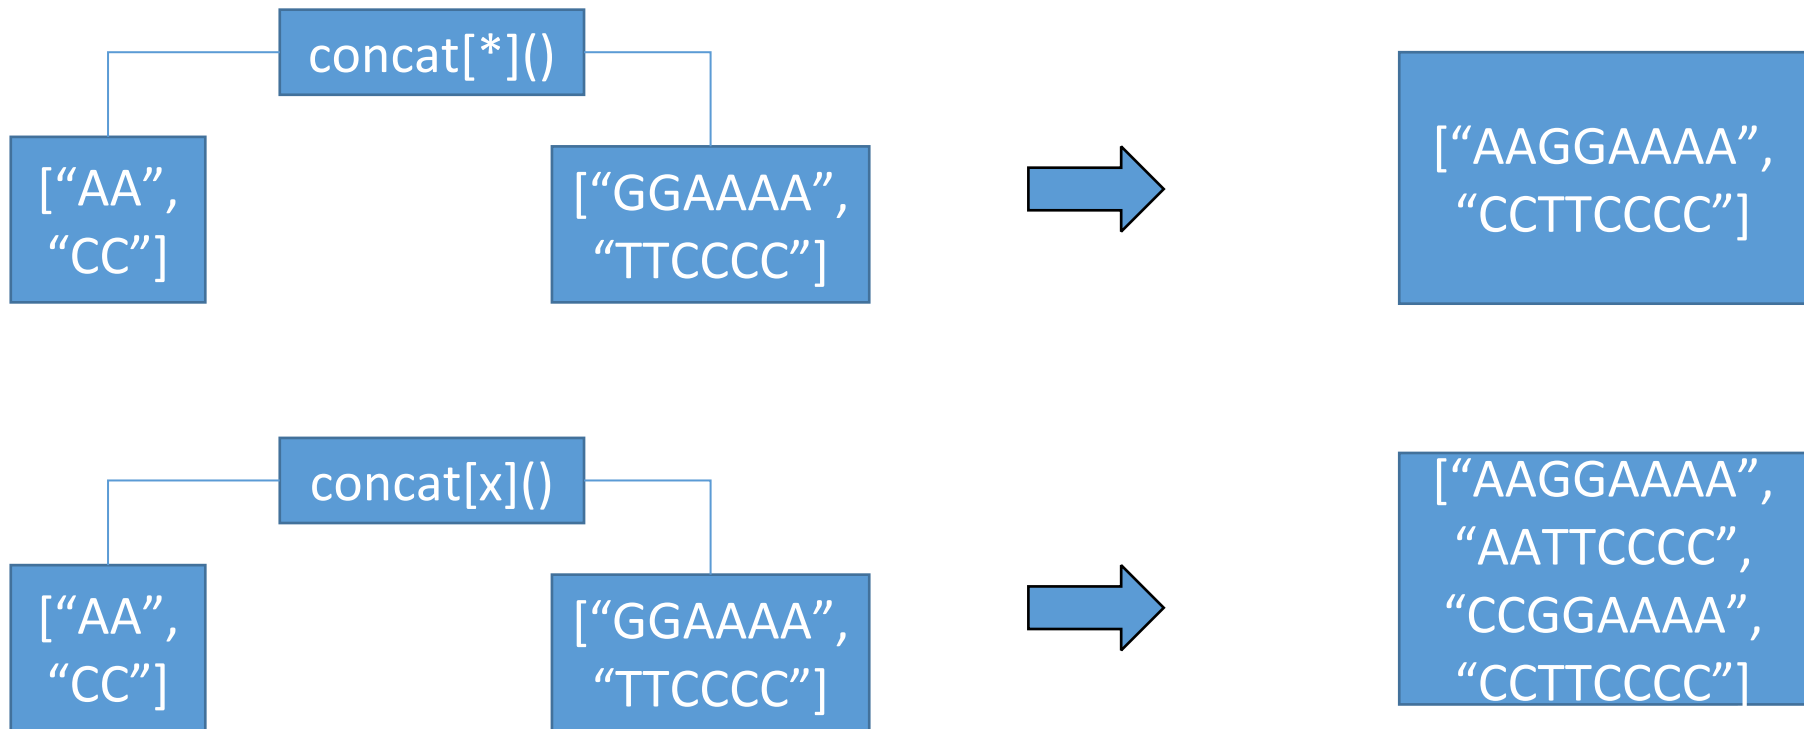 concat[*]()
[“AA”,
“CC”]
[“GGAAAA”,
“TTCCCC”]
[“AAGGAAAA”,
“CCTTCCCC”]
concat[x]()
[“AA”,
“CC”]
[“GGAAAA”,
“TTCCCC”]
[“AAGGAAAA”,
“AATTCCCC”,
“CCGGAAAA”,
“CCTTCCCC”]